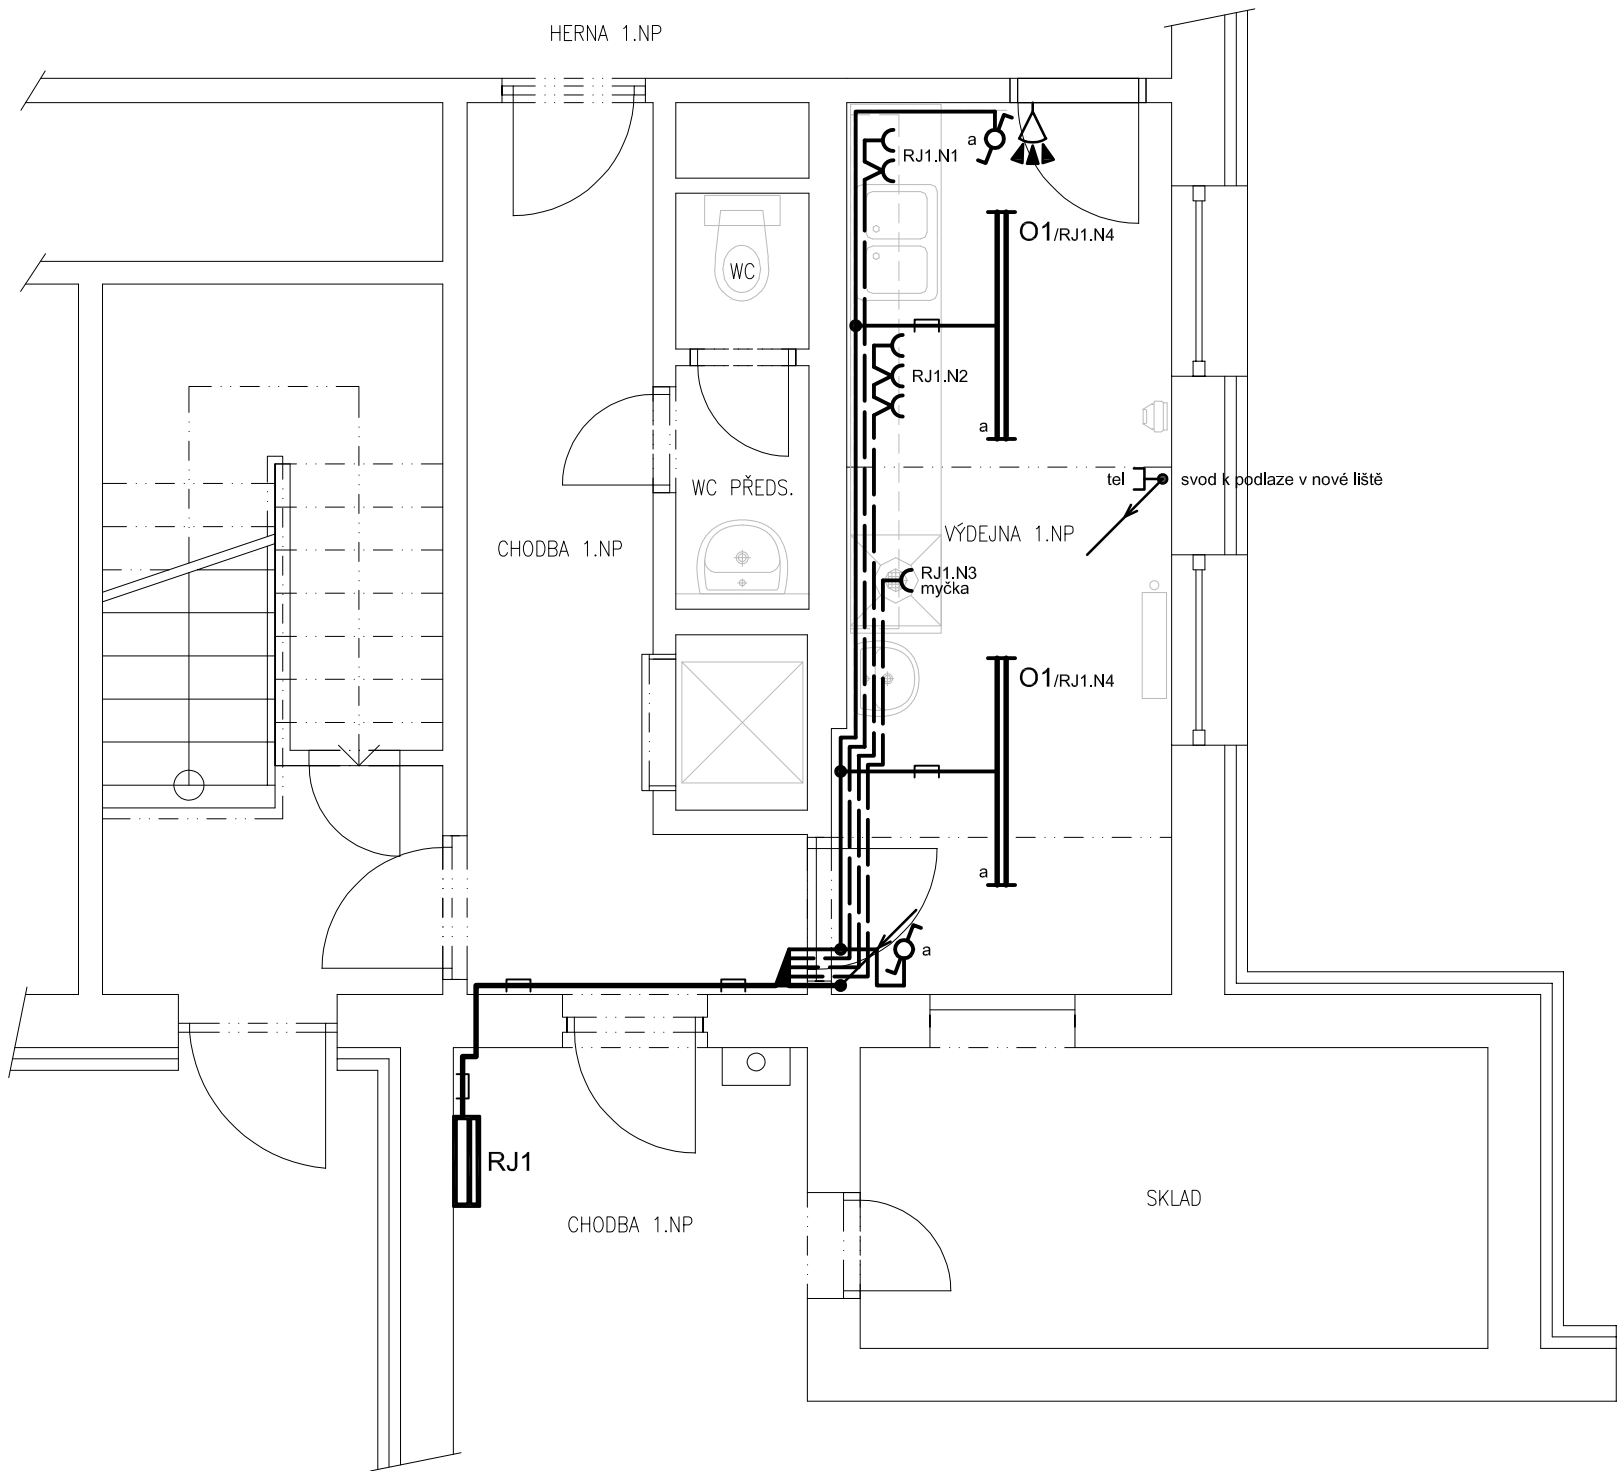 HERNA 1.NP
a
RJ1.N1
O1/RJ1.N4
WC
RJ1.N2
a
tel
svod k podlaze v nové liště
WC PŘEDS.
VÝDEJNA 1.NP
CHODBA 1.NP
RJ1.N3
myčka
O1/RJ1.N4
a
a
RJ1
SKLAD
CHODBA 1.NP